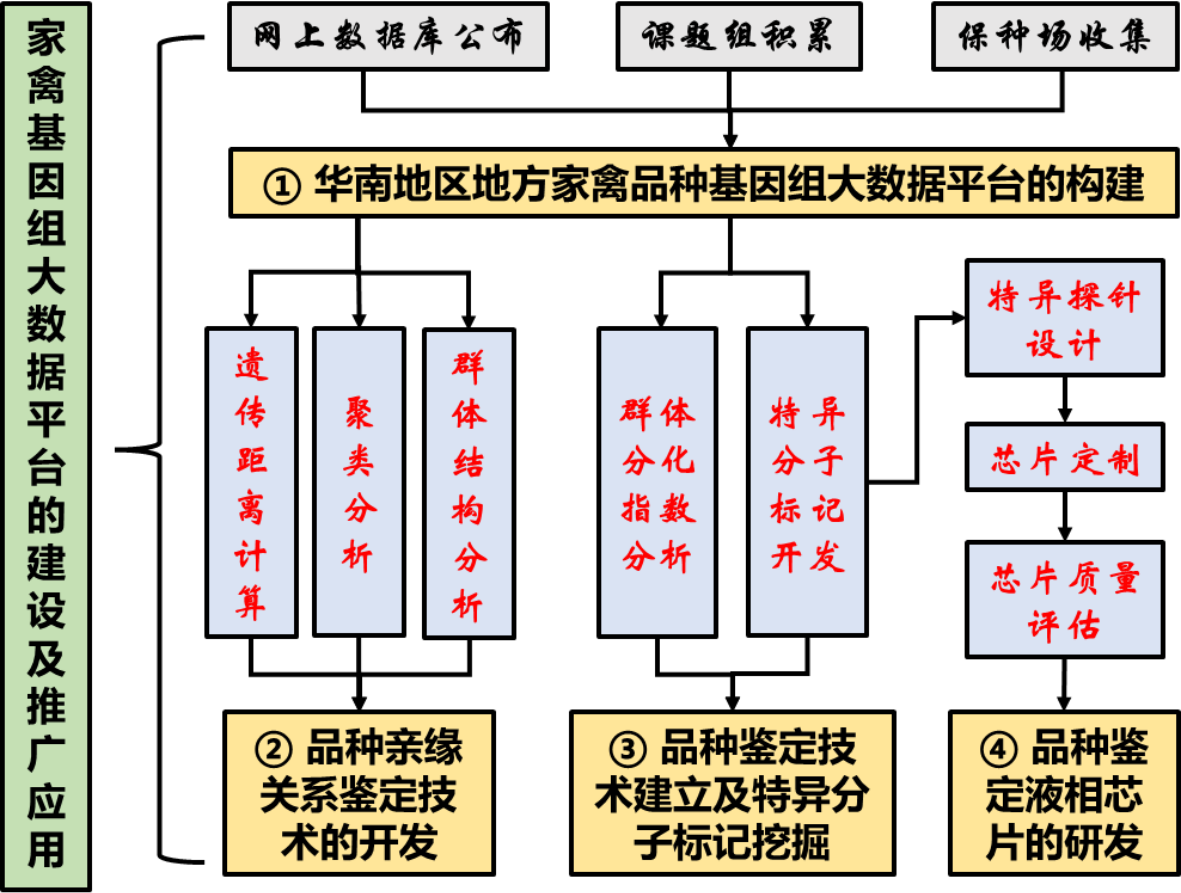 家禽基因组大数据平台的建设及推广应用
网上数据库公布
课题组积累
保种场收集
① 华南地区地方家禽品种基因组大数据平台的构建
遗传距离计算
聚类分析
群体结构分析
群体
分化
指数
分析
特异
分子
标记
开发
特异探针
设计
芯片定制
芯片质量
评估
② 品种亲缘
关系鉴定技
术的开发
③ 品种鉴定技
术建立及特异分
子标记挖掘
④ 品种鉴
定液相芯
片的研发